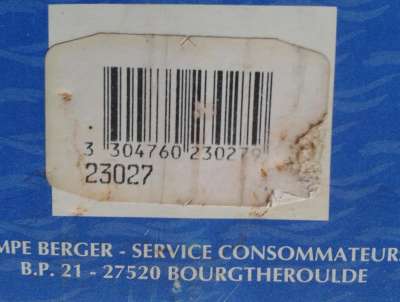 3 304760 230279
23027
MPE BERGER - SERVICE CONSOMMATEUR
B.P. 21 - 27520 BOURGTHEROULDE